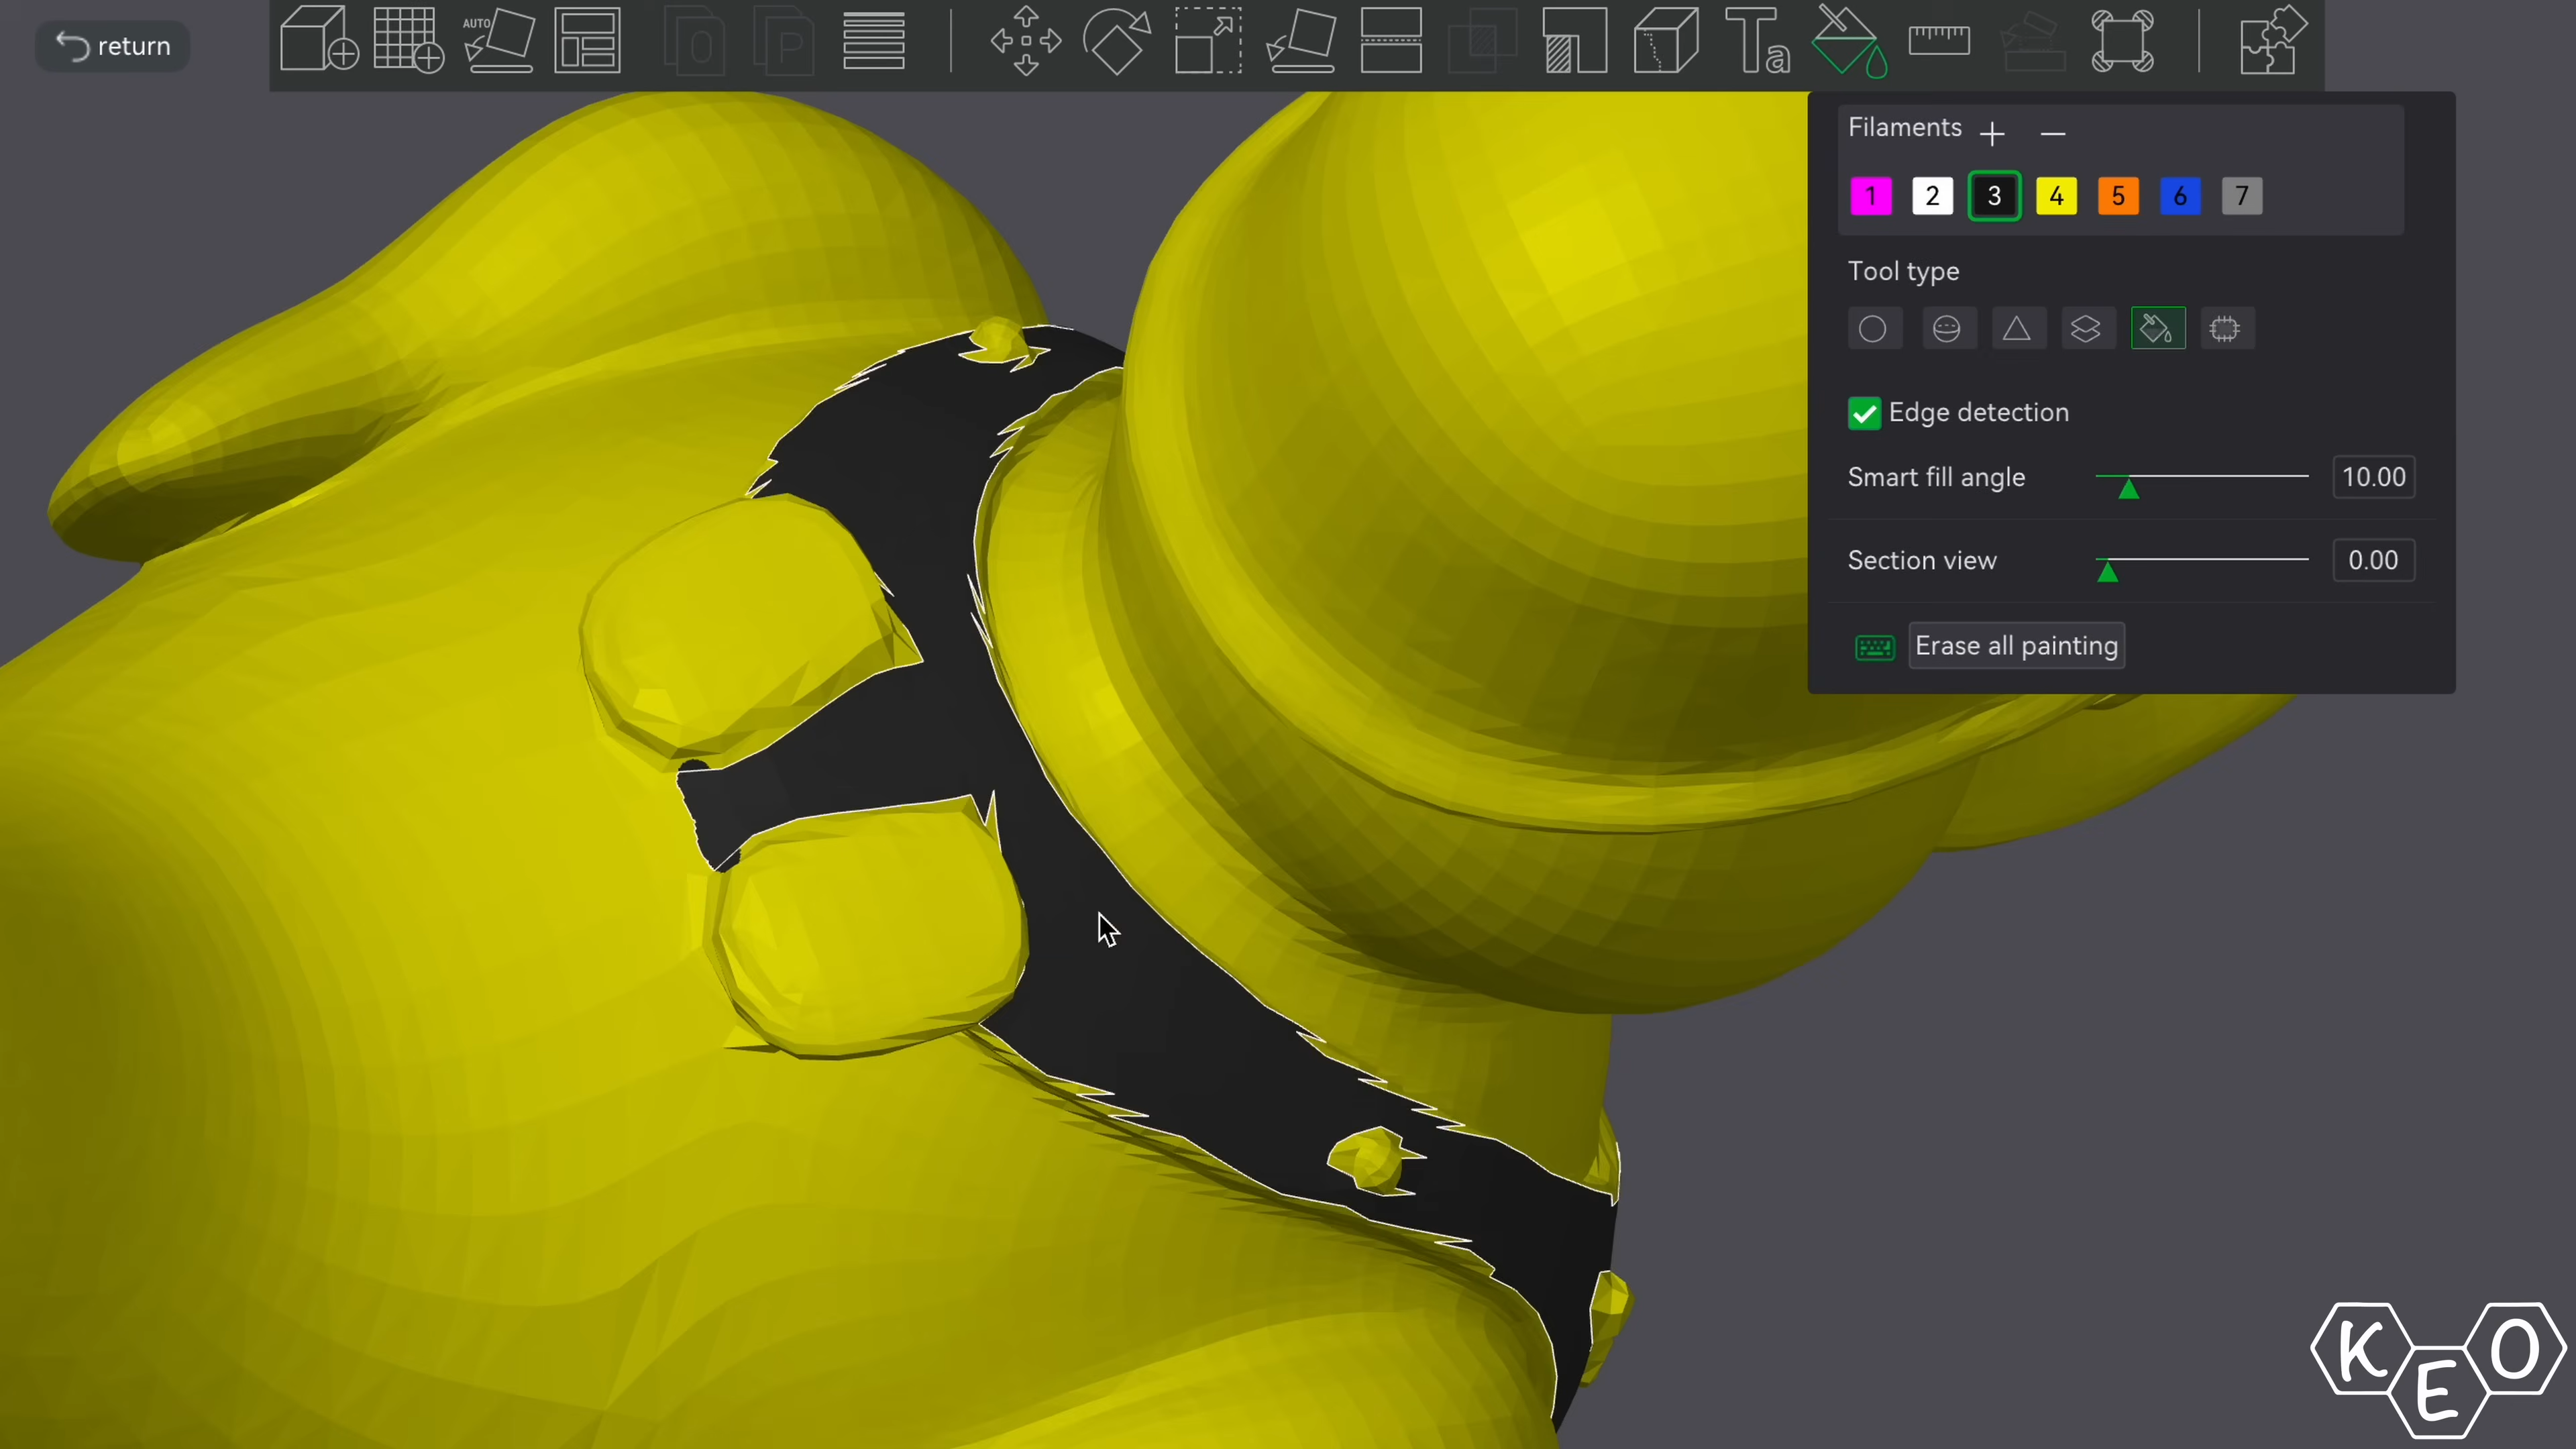 return
AUTO
O
P
Ta
Filaments + −
1 2 3 4 5 6 7
Tool type
Edge detection
Smart fill angle 10.00
Section view 0.00
Erase all painting
KEO